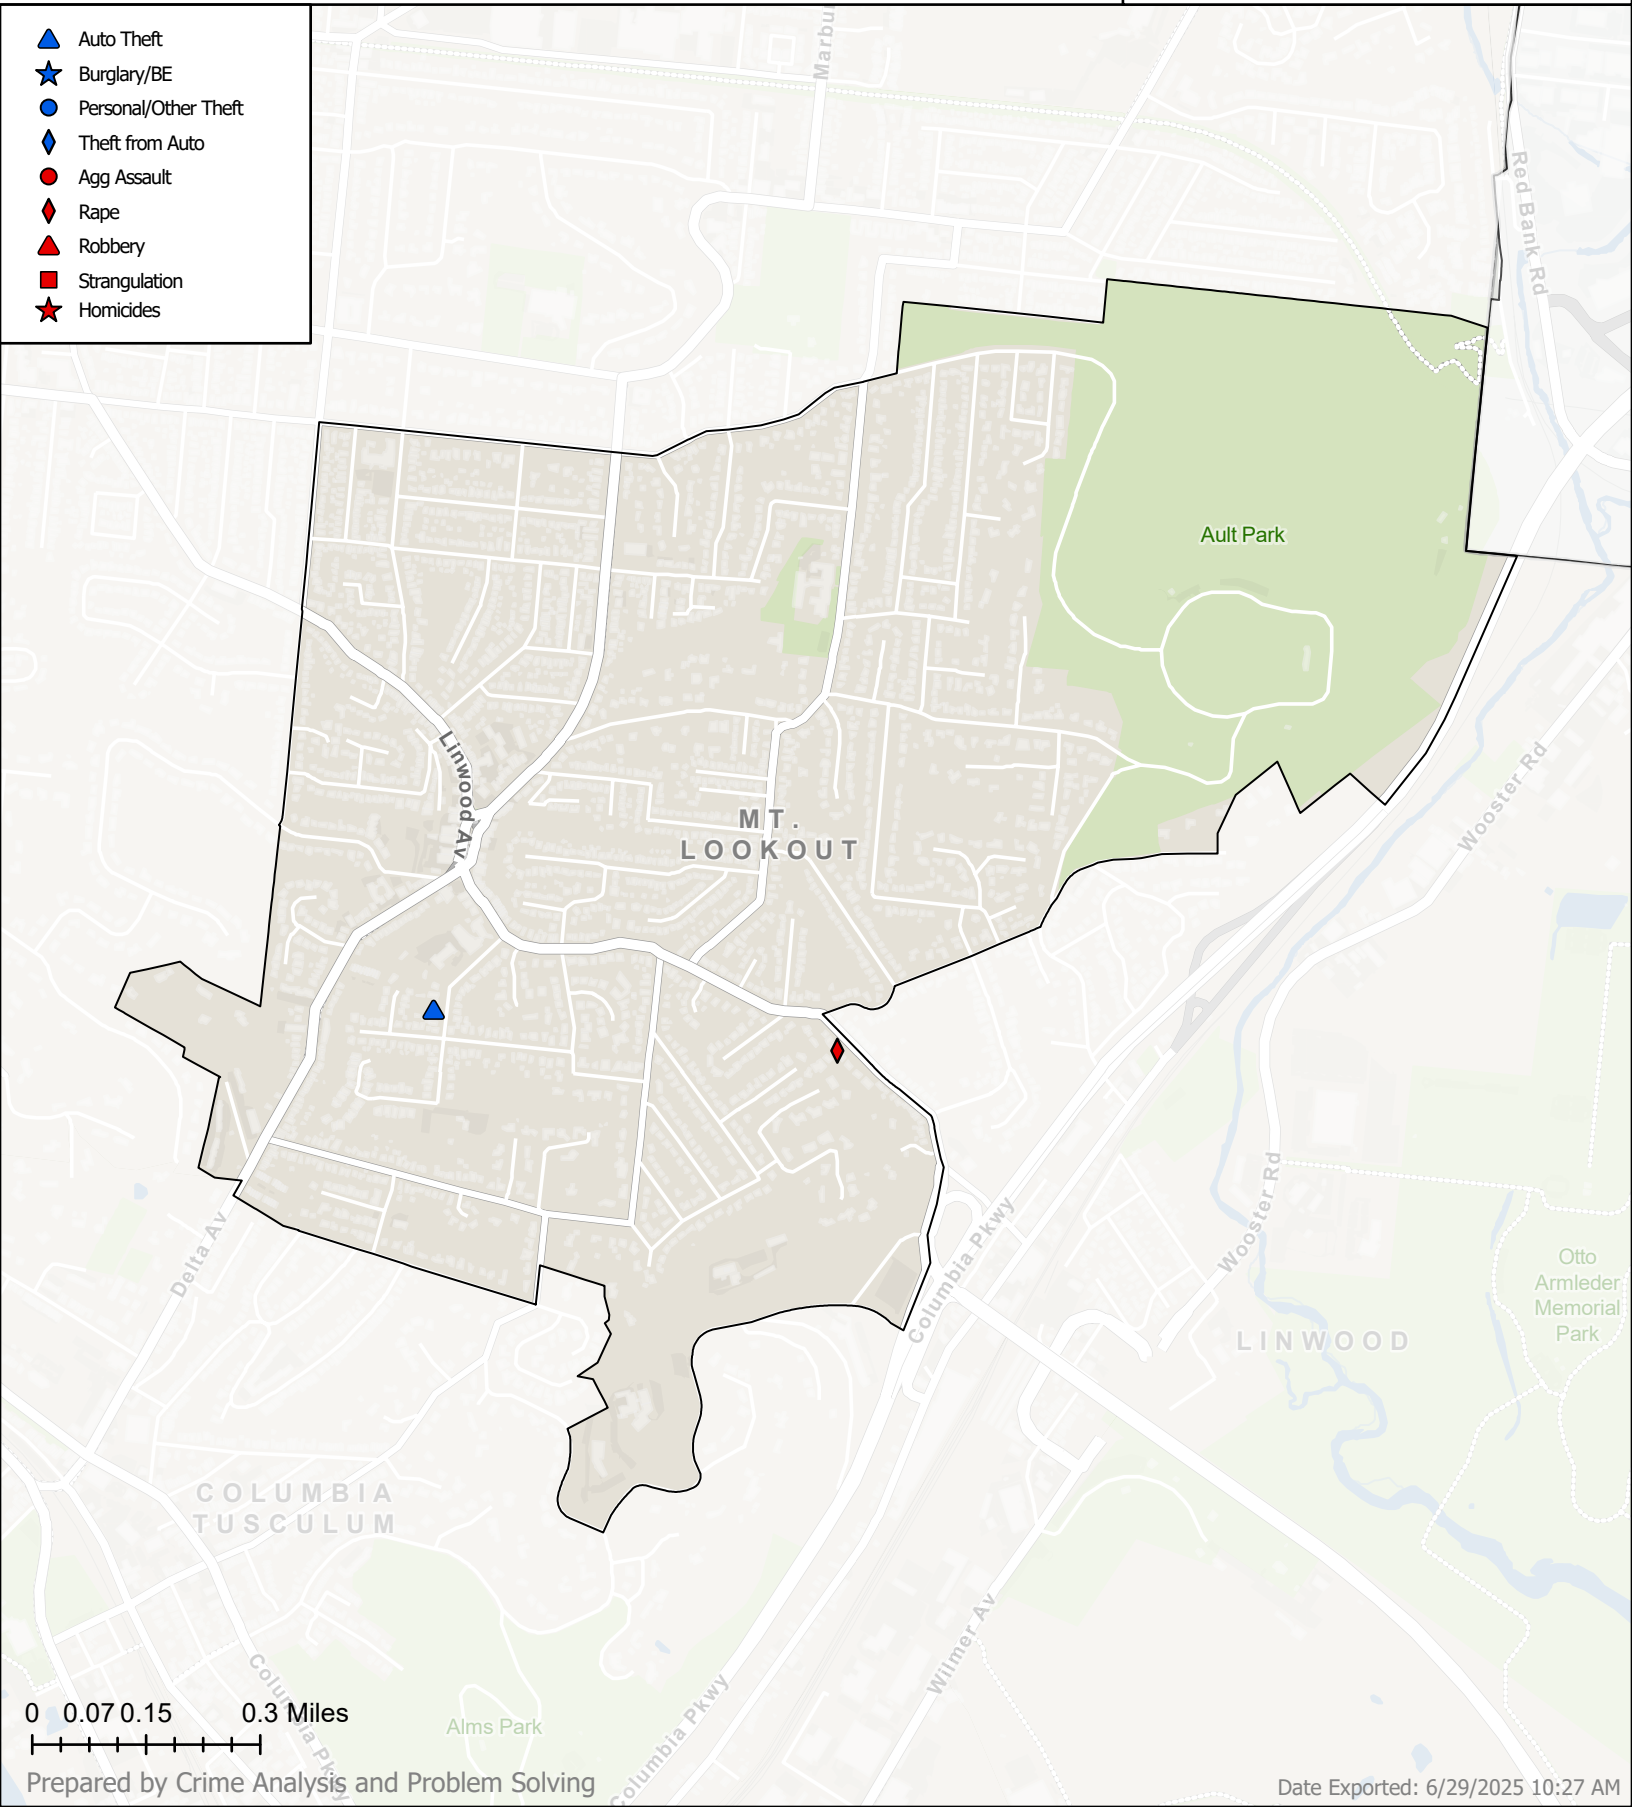 Auto Theft
Burglary/BE
Personal/Other Theft
Theft from Auto
Agg Assault
Rape
Robbery
Strangulation
Homicides
Red Bank Rd
Ault Park
Linwood Av
MT.
LOOKOUT
Wooster Rd
Wooster Rd
Delta Av
Columbia Pkwy
Otto
Armleder
Memorial
Park
LINWOOD
COLUMBIA
TUSCULUM
Wilmer Av
Columbia Pkwy
Columbia Pkwy
Alms Park
0 0.07 0.15 0.3 Miles
Prepared by Crime Analysis and Problem Solving
Date Exported: 6/29/2025 10:27 AM